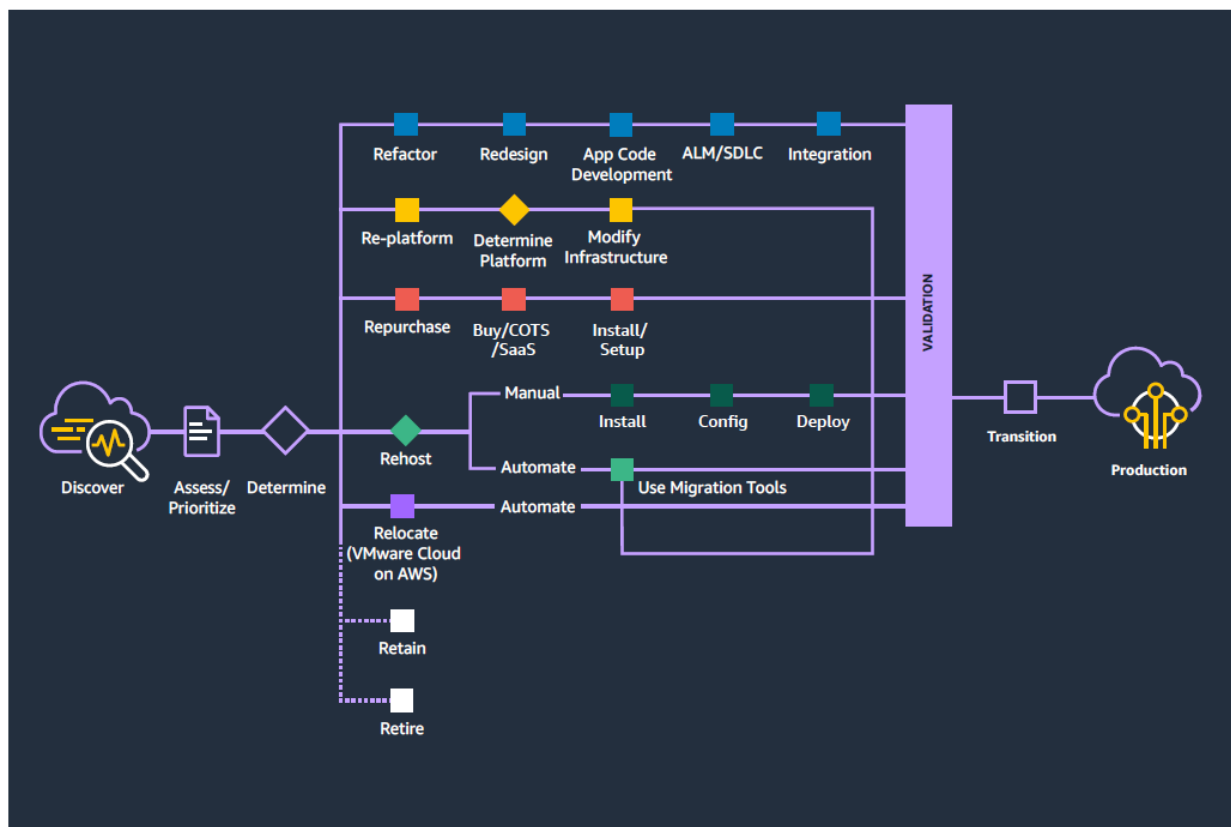 Refactor
Redesign
App Code
Development
ALM/SDLC
Integration
Re-platform
Determine
Platform
Modify
Infrastructure
Repurchase
Buy/COTS
/SaaS
Install/
Setup
VALIDATION
Manual
Install
Config
Deploy
Discover
Assess/
Prioritize
Determine
Rehost
Automate
Use Migration Tools
Transition
Production
Relocate
(VMware Cloud
on AWS)
Automate
Retain
Retire